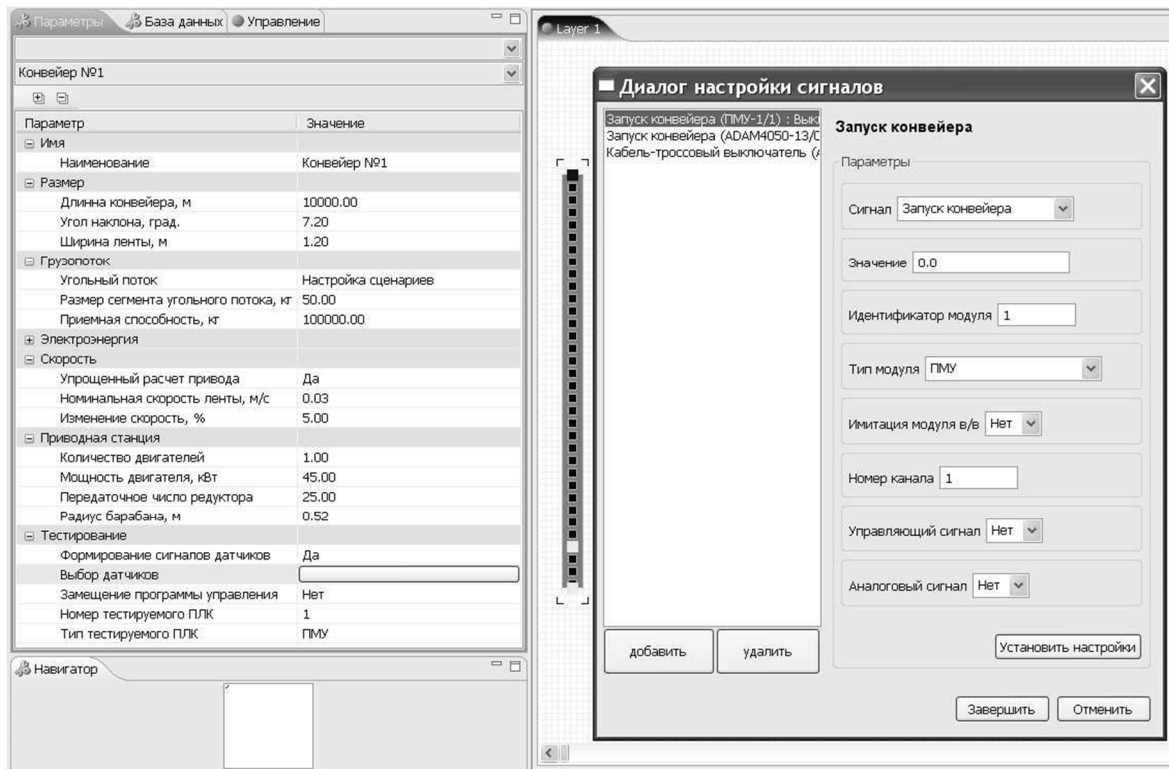 Параметры База данных Управление
Конвейер №1
Параметр Значение
Имя
Наименование Конвейер №1
Размер
Длинна конвейера, м 10000.00
Угол наклона, град. 7.20
Ширина ленты, м 1.20
Грузопоток
Угольный поток Настройка сценариев
Размер сегмента угольного потока, кг 50.00
Приемная способность, кг 100000.00
Электроэнергия
Скорость
Упрощенный расчет привода Да
Номинальная скорость ленты, м/с 0.03
Изменение скорость, % 5.00
Приводная станция
Количество двигателей 1.00
Мощность двигателя, кВт 45.00
Передаточное число редуктора 25.00
Радиус барабана, м 0.52
Тестирование
Формирование сигналов датчиков Да
Выбор датчиков
Замещение программы управления Нет
Номер тестируемого ПЛК 1
Тип тестируемого ПЛК ПМУ
Навигатор
Layer 1
Диалог настройки сигналов
Запуск конвейера (ПМУ-1/1) : Выкл
Запуск конвейера (ADAM4050-13/
Кабель-троссовый выключатель (
добавить удалить
Запуск конвейера
Параметры
Сигнал Запуск конвейера
Значение 0.0
Идентификатор модуля 1
Тип модуля ПМУ
Имитация модуля в/в Нет
Номер канала 1
Управляющий сигнал Нет
Аналоговый сигнал Нет
Установить настройки
Завершить Отменить